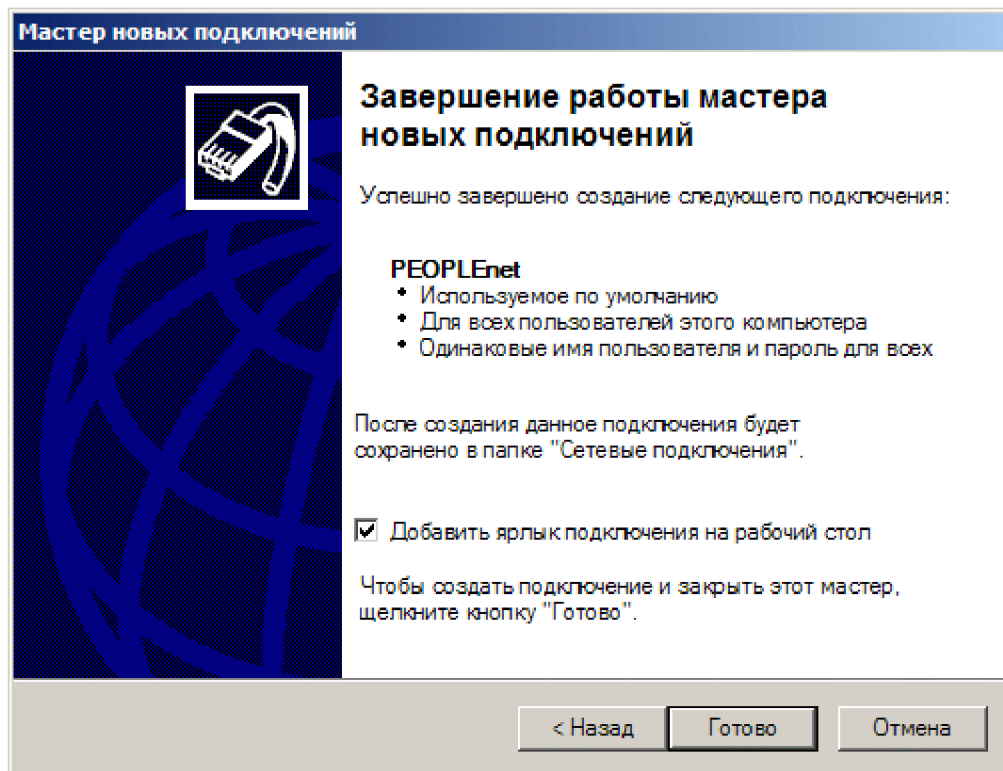 Мастер новых подключений
Завершение работы мастера
новых подключений
Успешно завершено создание следующего подключения:
PEOPLEnet
• Используемое по умолчанию
• Для всех пользователей этого компьютера
• Одинаковые имя пользователя и пароль для всех
После создания данное подключения будет
сохранено в папке "Сетевые подключения".
Добавить ярлык подключения на рабочий стол
Чтобы создать подключение и закрыть этот мастер,
щелкните кнопку "Готово".
< Назад Готово Отмена